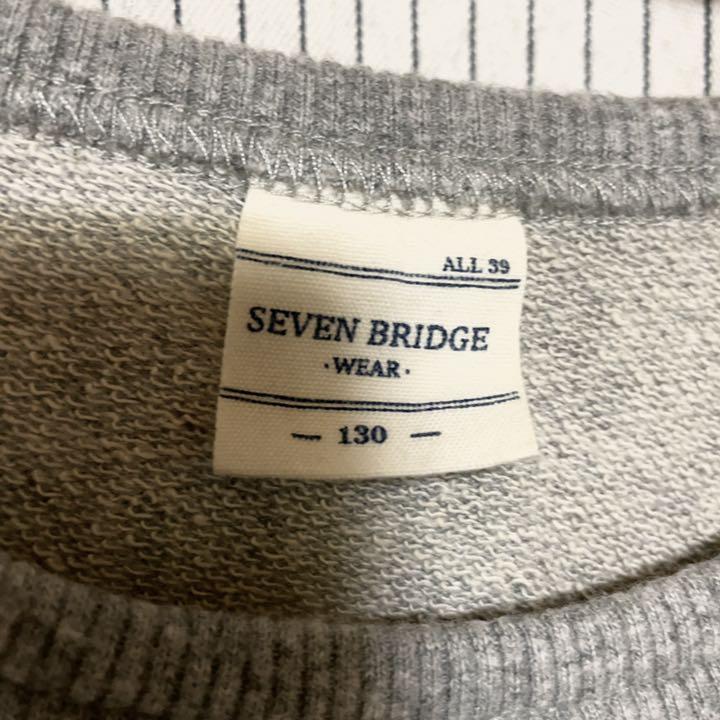 ALL 39
SEVEN BRIDGE
·WEAR·
— 130 —